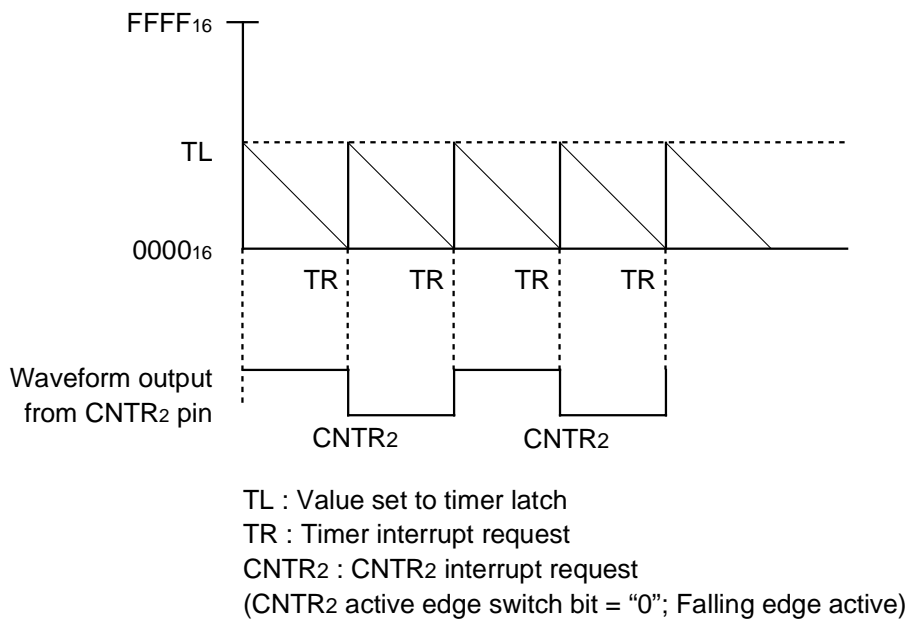 FFFF16
TL
000016
TR TR TR TR
Waveform output
from CNTR2 pin
CNTR2 CNTR2
TL : Value set to timer latch
TR : Timer interrupt request
CNTR2 : CNTR2 interrupt request
(CNTR2 active edge switch bit = “0”; Falling edge active)